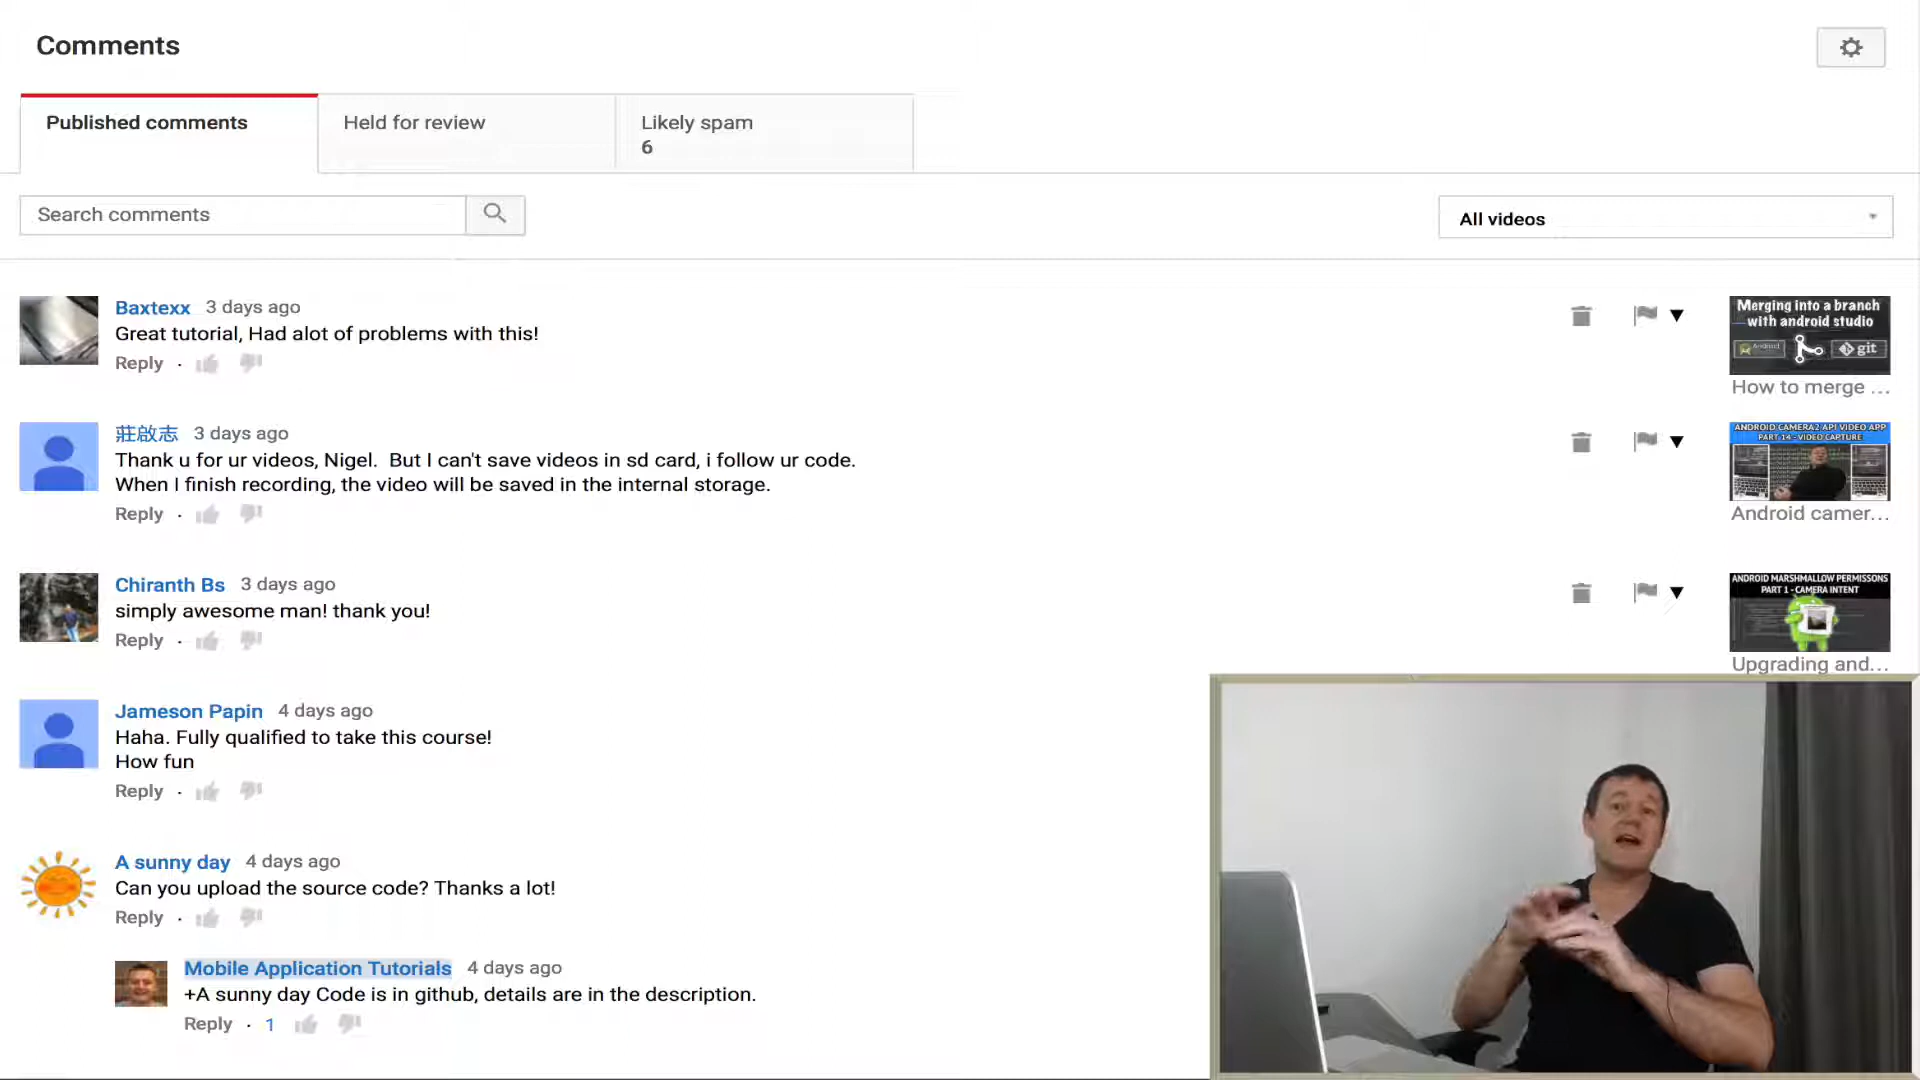 Comments
Published comments
Held for review
Likely spam
6
Search comments
All videos
Baxtexx 3 days ago
Great tutorial, Had alot of problems with this!
Reply
Merging into a branch
with android studio
Android
git
How to merge ...
莊啟志 3 days ago
Thank u for ur videos, Nigel.  But I can't save videos in sd card, i follow ur code.
When I finish recording, the video will be saved in the internal storage.
Reply
ANDROID CAMERA2 API VIDEO APP
PART 14 - VIDEO CAPTURE
Android camer...
Chiranth Bs 3 days ago
simply awesome man! thank you!
Reply
ANDROID MARSHMALLOW PERMISSONS
PART 1 - CAMERA INTENT
Upgrading and...
Jameson Papin 4 days ago
Haha. Fully qualified to take this course!
How fun
Reply
A sunny day 4 days ago
Can you upload the source code? Thanks a lot!
Reply
Mobile Application Tutorials 4 days ago
+A sunny day Code is in github, details are in the description.
Reply · 1